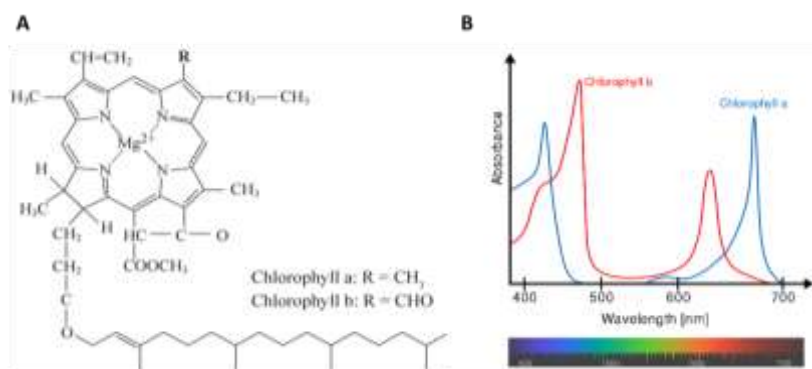 A
CH=CH₂
R
H₃C
CH₂—CH₃
N
N
Mg²⁺
N
N
H
H₃C
CH₃
H
CH₂
HC—C—O
CH₂
COOCH₃
C
O
Chlorophyll a: R = CH₃
Chlorophyll b: R = CHO
B
Chlorophyll b
Chlorophyll a
Absorbance
400
500
600
700
Wavelength [nm]